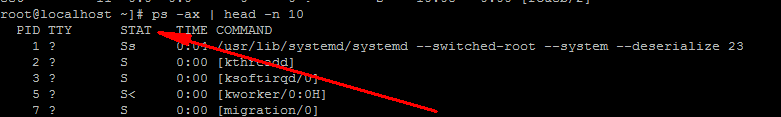 root@localhost ~]# ps -ax | head -n 10
PID TTY STAT TIME COMMAND
1 ? Ss 0:04 /usr/lib/systemd/systemd --switched-root --system --deserialize 23
2 ? S 0:00 [kthreadd]
3 ? S 0:00 [ksoftirqd/0]
5 ? S< 0:00 [kworker/0:0H]
7 ? S 0:00 [migration/0]